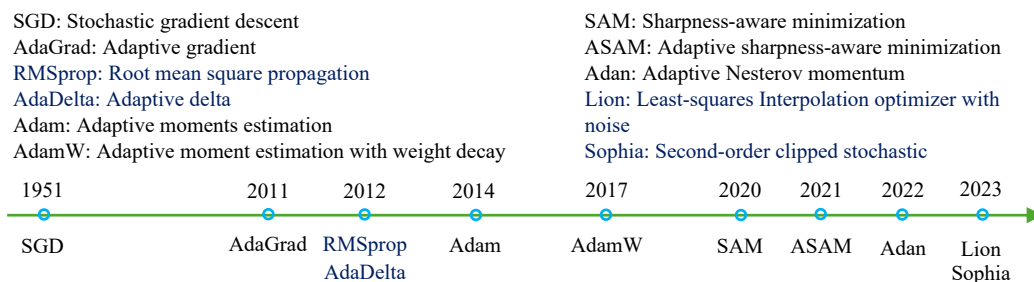 SGD: Stochastic gradient descent
AdaGrad: Adaptive gradient
RMSprop: Root mean square propagation
AdaDelta: Adaptive delta
Adam: Adaptive moments estimation
AdamW: Adaptive moment estimation with weight decay
SAM: Sharpness-aware minimization
ASAM: Adaptive sharpness-aware minimization
Adan: Adaptive Nesterov momentum
Lion: Least-squares Interpolation optimizer with
noise
Sophia: Second-order clipped stochastic
1951 2011 2012 2014 2017 2020 2021 2022 2023
SGD AdaGrad RMSprop Adam AdamW SAM ASAM Adan Lion
AdaDelta Sophia